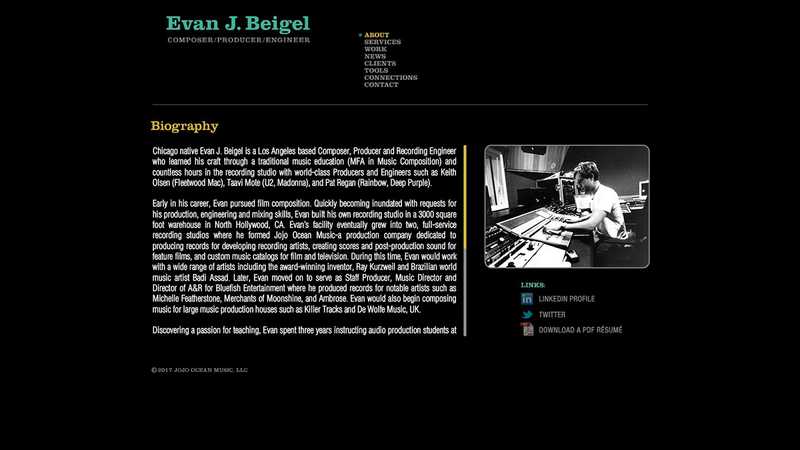 Evan J. Beigel
COMPOSER/PRODUCER/ENGINEER
ABOUT
SERVICES
WORK
NEWS
CLIENTS
TOOLS
CONNECTIONS
CONTACT
Biography
Chicago native Evan J. Beigel is a Los Angeles based Composer, Producer and Recording Engineer
who learned his craft through a traditional music education (MFA in Music Composition) and
countless hours in the recording studio with world-class Producers and Engineers such as Keith
Olsen (Fleetwood Mac), Taavi Mote (U2, Madonna), and Pat Regan (Rainbow, Deep Purple).
Early in his career, Evan pursued film composition. Quickly becoming inundated with requests for
his production, engineering and mixing skills, Evan built his own recording studio in a 3000 square
foot warehouse in North Hollywood, CA. Evan's facility eventually grew into two, full-service
recording studios where he formed Jojo Ocean Music-a production company dedicated to
producing records for developing recording artists, creating scores and post-production sound for
feature films, and custom music catalogs for film and television. During this time, Evan would work
with a wide range of artists including the award-winning inventor, Ray Kurzweil and Brazilian world
music artist Badi Assad. Later, Evan moved on to serve as Staff Producer, Music Director and
Director of A&R for Bluefish Entertainment where he produced records for notable artists such as
Michelle Featherstone, Merchants of Moonshine, and Ambrose. Evan would also begin composing
music for large music production houses such as Killer Tracks and De Wolfe Music, UK.
Discovering a passion for teaching, Evan spent three years instructing audio production students at
LINKS:
in LINKEDIN PROFILE
TWITTER
DOWNLOAD A PDF RÉSUMÉ
©2017 JOJO OCEAN MUSIC, LLC